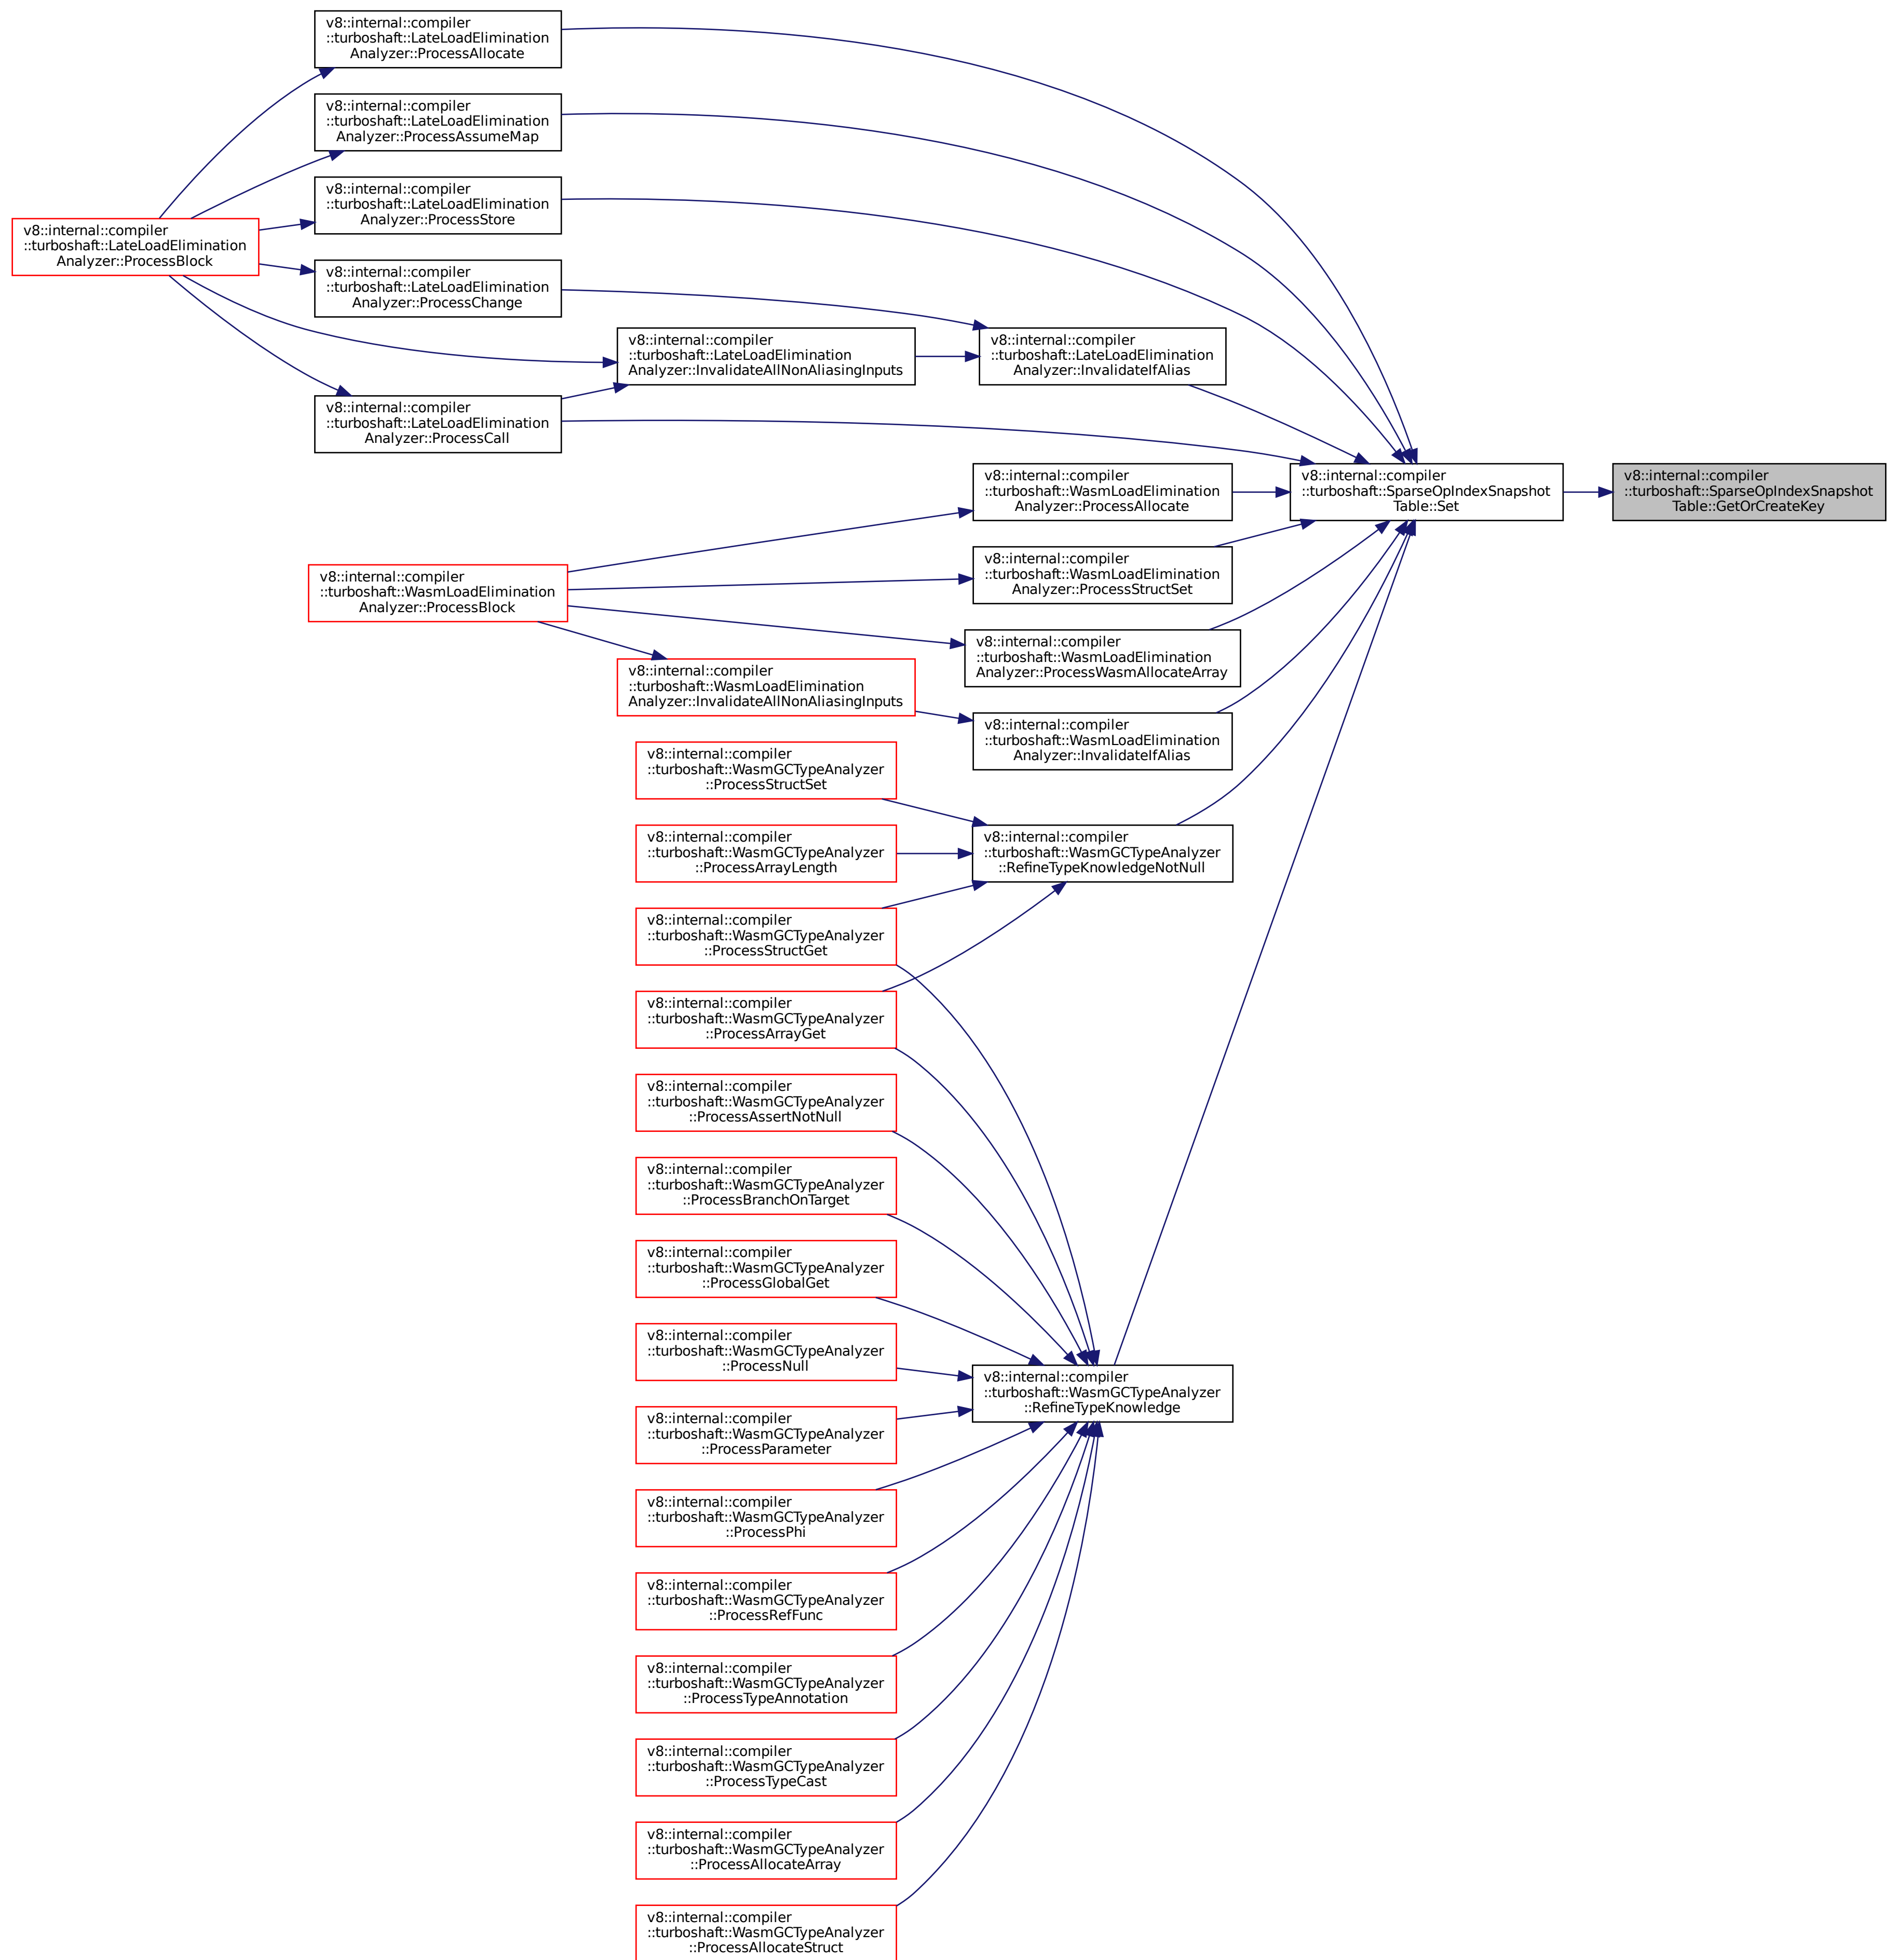 v8::internal::compiler
::turboshaft::LateLoadElimination
Analyzer::ProcessAllocate
v8::internal::compiler
::turboshaft::LateLoadElimination
Analyzer::ProcessAssumeMap
v8::internal::compiler
::turboshaft::LateLoadElimination
Analyzer::ProcessStore
v8::internal::compiler
::turboshaft::LateLoadElimination
Analyzer::ProcessBlock
v8::internal::compiler
::turboshaft::LateLoadElimination
Analyzer::ProcessChange
v8::internal::compiler
::turboshaft::LateLoadElimination
Analyzer::InvalidateAllNonAliasingInputs
v8::internal::compiler
::turboshaft::LateLoadElimination
Analyzer::InvalidateIfAlias
v8::internal::compiler
::turboshaft::LateLoadElimination
Analyzer::ProcessCall
v8::internal::compiler
::turboshaft::WasmLoadElimination
Analyzer::ProcessAllocate
v8::internal::compiler
::turboshaft::SparseOpIndexSnapshot
Table::Set
v8::internal::compiler
::turboshaft::SparseOpIndexSnapshot
Table::GetOrCreateKey
v8::internal::compiler
::turboshaft::WasmLoadElimination
Analyzer::ProcessStructSet
v8::internal::compiler
::turboshaft::WasmLoadElimination
Analyzer::ProcessBlock
v8::internal::compiler
::turboshaft::WasmLoadElimination
Analyzer::ProcessWasmAllocateArray
v8::internal::compiler
::turboshaft::WasmLoadElimination
Analyzer::InvalidateAllNonAliasingInputs
v8::internal::compiler
::turboshaft::WasmLoadElimination
Analyzer::InvalidateIfAlias
v8::internal::compiler
::turboshaft::WasmGCTypeAnalyzer
::ProcessStructSet
v8::internal::compiler
::turboshaft::WasmGCTypeAnalyzer
::ProcessArrayLength
v8::internal::compiler
::turboshaft::WasmGCTypeAnalyzer
::RefineTypeKnowledgeNotNull
v8::internal::compiler
::turboshaft::WasmGCTypeAnalyzer
::ProcessStructGet
v8::internal::compiler
::turboshaft::WasmGCTypeAnalyzer
::ProcessArrayGet
v8::internal::compiler
::turboshaft::WasmGCTypeAnalyzer
::ProcessAssertNotNull
v8::internal::compiler
::turboshaft::WasmGCTypeAnalyzer
::ProcessBranchOnTarget
v8::internal::compiler
::turboshaft::WasmGCTypeAnalyzer
::ProcessGlobalGet
v8::internal::compiler
::turboshaft::WasmGCTypeAnalyzer
::ProcessNull
v8::internal::compiler
::turboshaft::WasmGCTypeAnalyzer
::RefineTypeKnowledge
v8::internal::compiler
::turboshaft::WasmGCTypeAnalyzer
::ProcessParameter
v8::internal::compiler
::turboshaft::WasmGCTypeAnalyzer
::ProcessPhi
v8::internal::compiler
::turboshaft::WasmGCTypeAnalyzer
::ProcessRefFunc
v8::internal::compiler
::turboshaft::WasmGCTypeAnalyzer
::ProcessTypeAnnotation
v8::internal::compiler
::turboshaft::WasmGCTypeAnalyzer
::ProcessTypeCast
v8::internal::compiler
::turboshaft::WasmGCTypeAnalyzer
::ProcessAllocateArray
v8::internal::compiler
::turboshaft::WasmGCTypeAnalyzer
::ProcessAllocateStruct